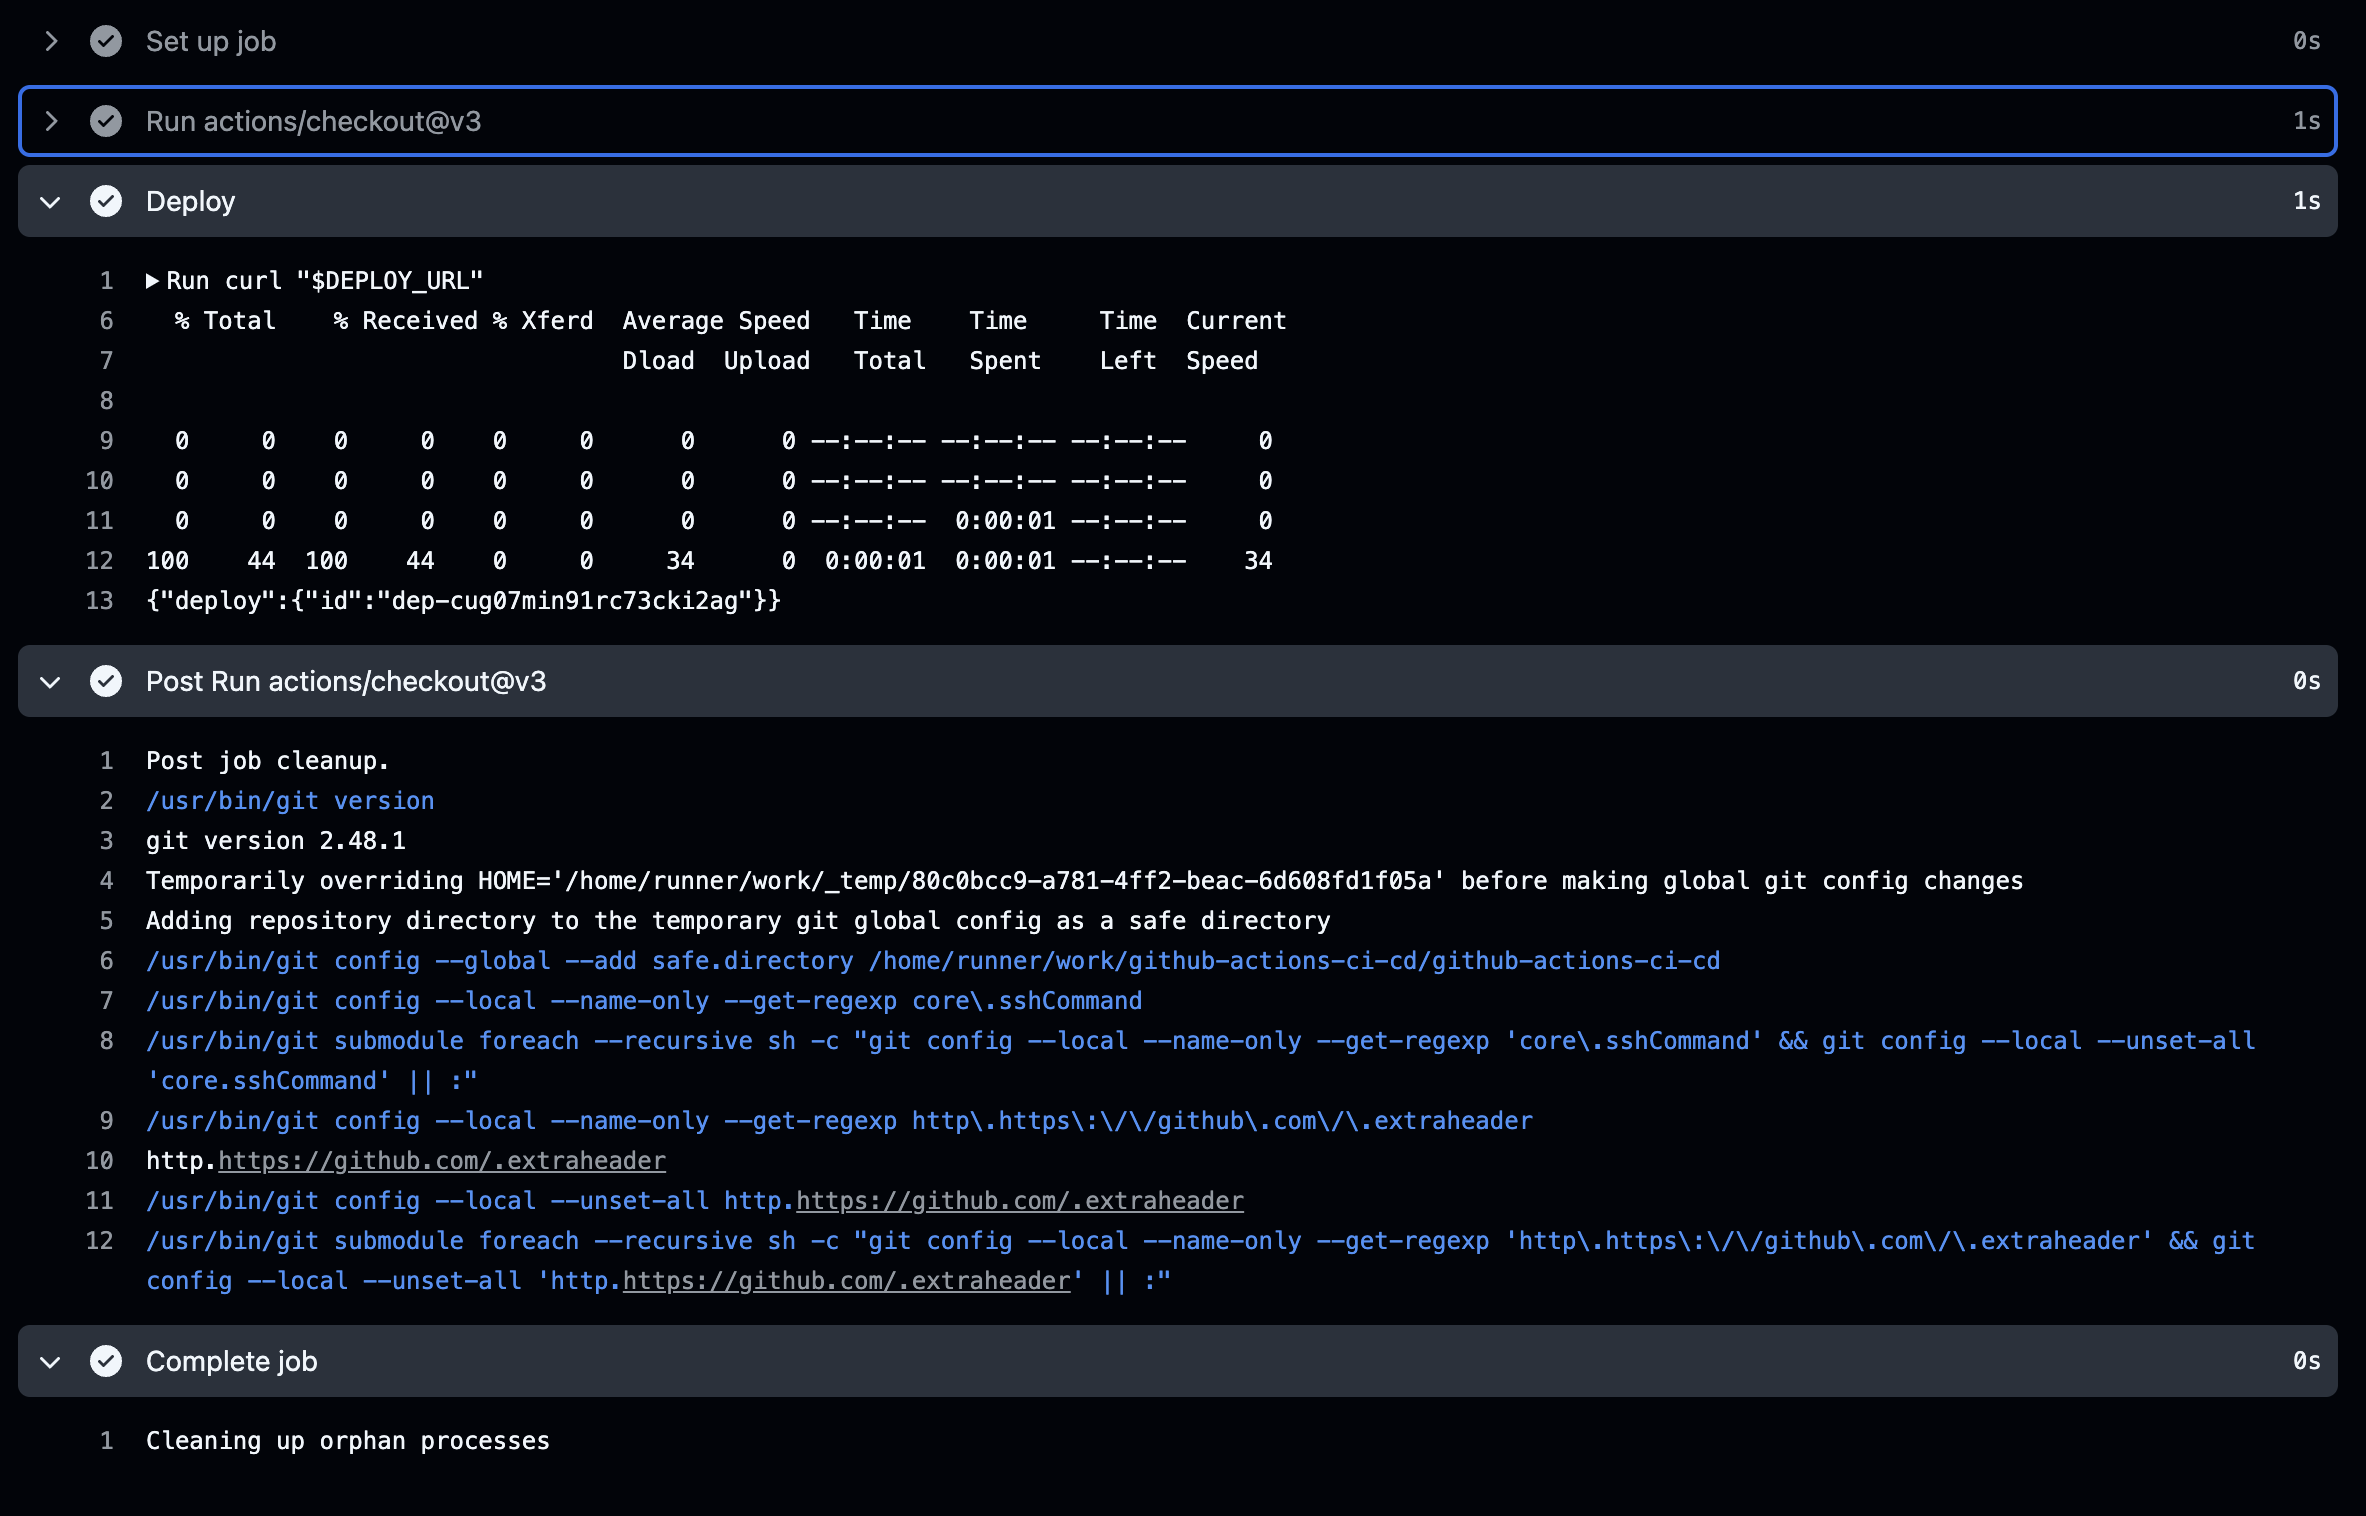 Set up job 0s
Run actions/checkout@v3 1s
Deploy 1s
1 Run curl "$DEPLOY_URL"
6   % Total    % Received % Xferd  Average Speed   Time    Time     Time  Current
7                                  Dload  Upload   Total   Spent    Left  Speed
8
9   0     0    0     0    0     0      0      0 --:--:-- --:--:-- --:--:--     0
10   0     0    0     0    0     0      0      0 --:--:-- --:--:-- --:--:--     0
11   0     0    0     0    0     0      0      0 --:--:--  0:00:01 --:--:--     0
12 100    44  100    44    0     0     34      0  0:00:01  0:00:01 --:--:--    34
13 {"deploy":{"id":"dep-cug07min91rc73cki2ag"}}
Post Run actions/checkout@v3 0s
1 Post job cleanup.
2 /usr/bin/git version
3 git version 2.48.1
4 Temporarily overriding HOME='/home/runner/work/_temp/80c0bcc9-a781-4ff2-beac-6d608fd1f05a' before making global git config changes
5 Adding repository directory to the temporary git global config as a safe directory
6 /usr/bin/git config --global --add safe.directory /home/runner/work/github-actions-ci-cd/github-actions-ci-cd
7 /usr/bin/git config --local --name-only --get-regexp core\.sshCommand
8 /usr/bin/git submodule foreach --recursive sh -c "git config --local --name-only --get-regexp 'core\.sshCommand' && git config --local --unset-all
'core.sshCommand' || :"
9 /usr/bin/git config --local --name-only --get-regexp http\.https\:\/\/github\.com\/\.extraheader
10 http.https://github.com/.extraheader
11 /usr/bin/git config --local --unset-all http.https://github.com/.extraheader
12 /usr/bin/git submodule foreach --recursive sh -c "git config --local --name-only --get-regexp 'http\.https\:\/\/github\.com\/\.extraheader' && git
config --local --unset-all 'http.https://github.com/.extraheader' || :"
Complete job 0s
1 Cleaning up orphan processes